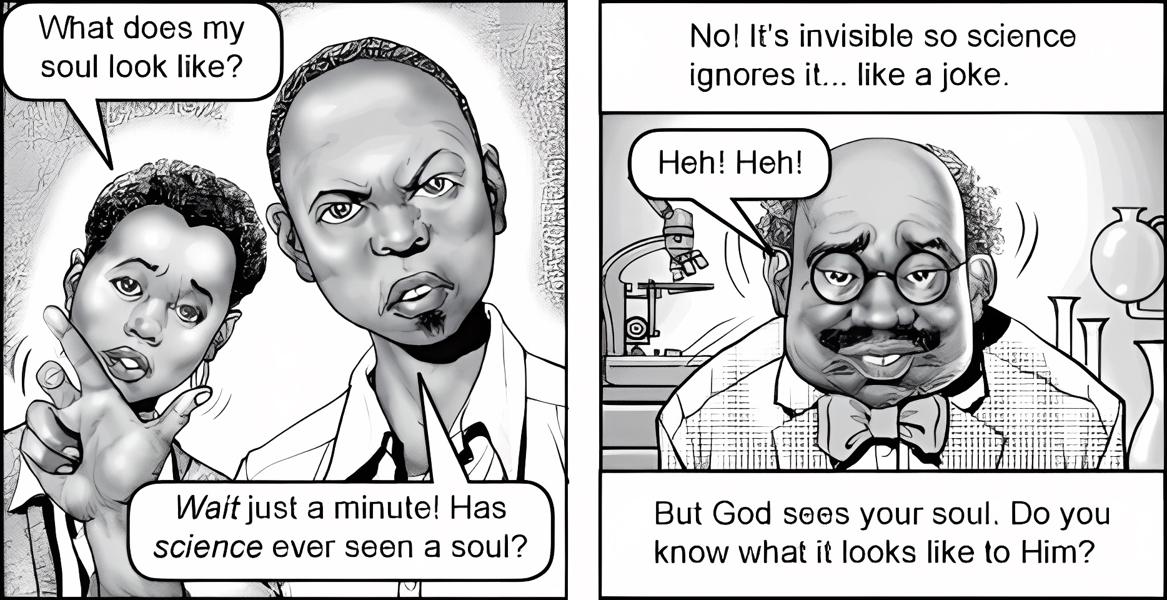 What does my
soul look like?
Wait just a minute! Has
science ever seen a soul?
No! It's invisible so science
ignores it... like a joke.
Heh! Heh!
But God sees your soul. Do you
know what it looks like to Him?